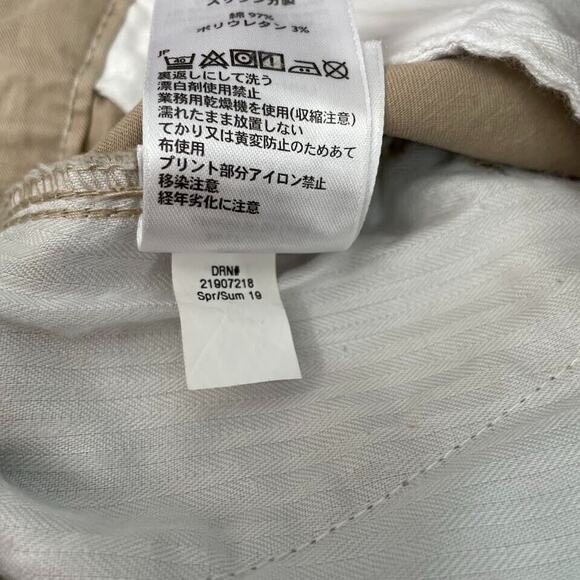 綿 97%
ポリウレタン 3%
JP
裏返しにして洗う
漂白剤使用禁止
業務用乾燥機を使用(収縮注意)
濡れたまま放置しない
てかり又は黄変防止のためあて
布使用
プリント部分アイロン禁止
移染注意
経年劣化に注意
DRN#
21907218
Spr/Sum 19